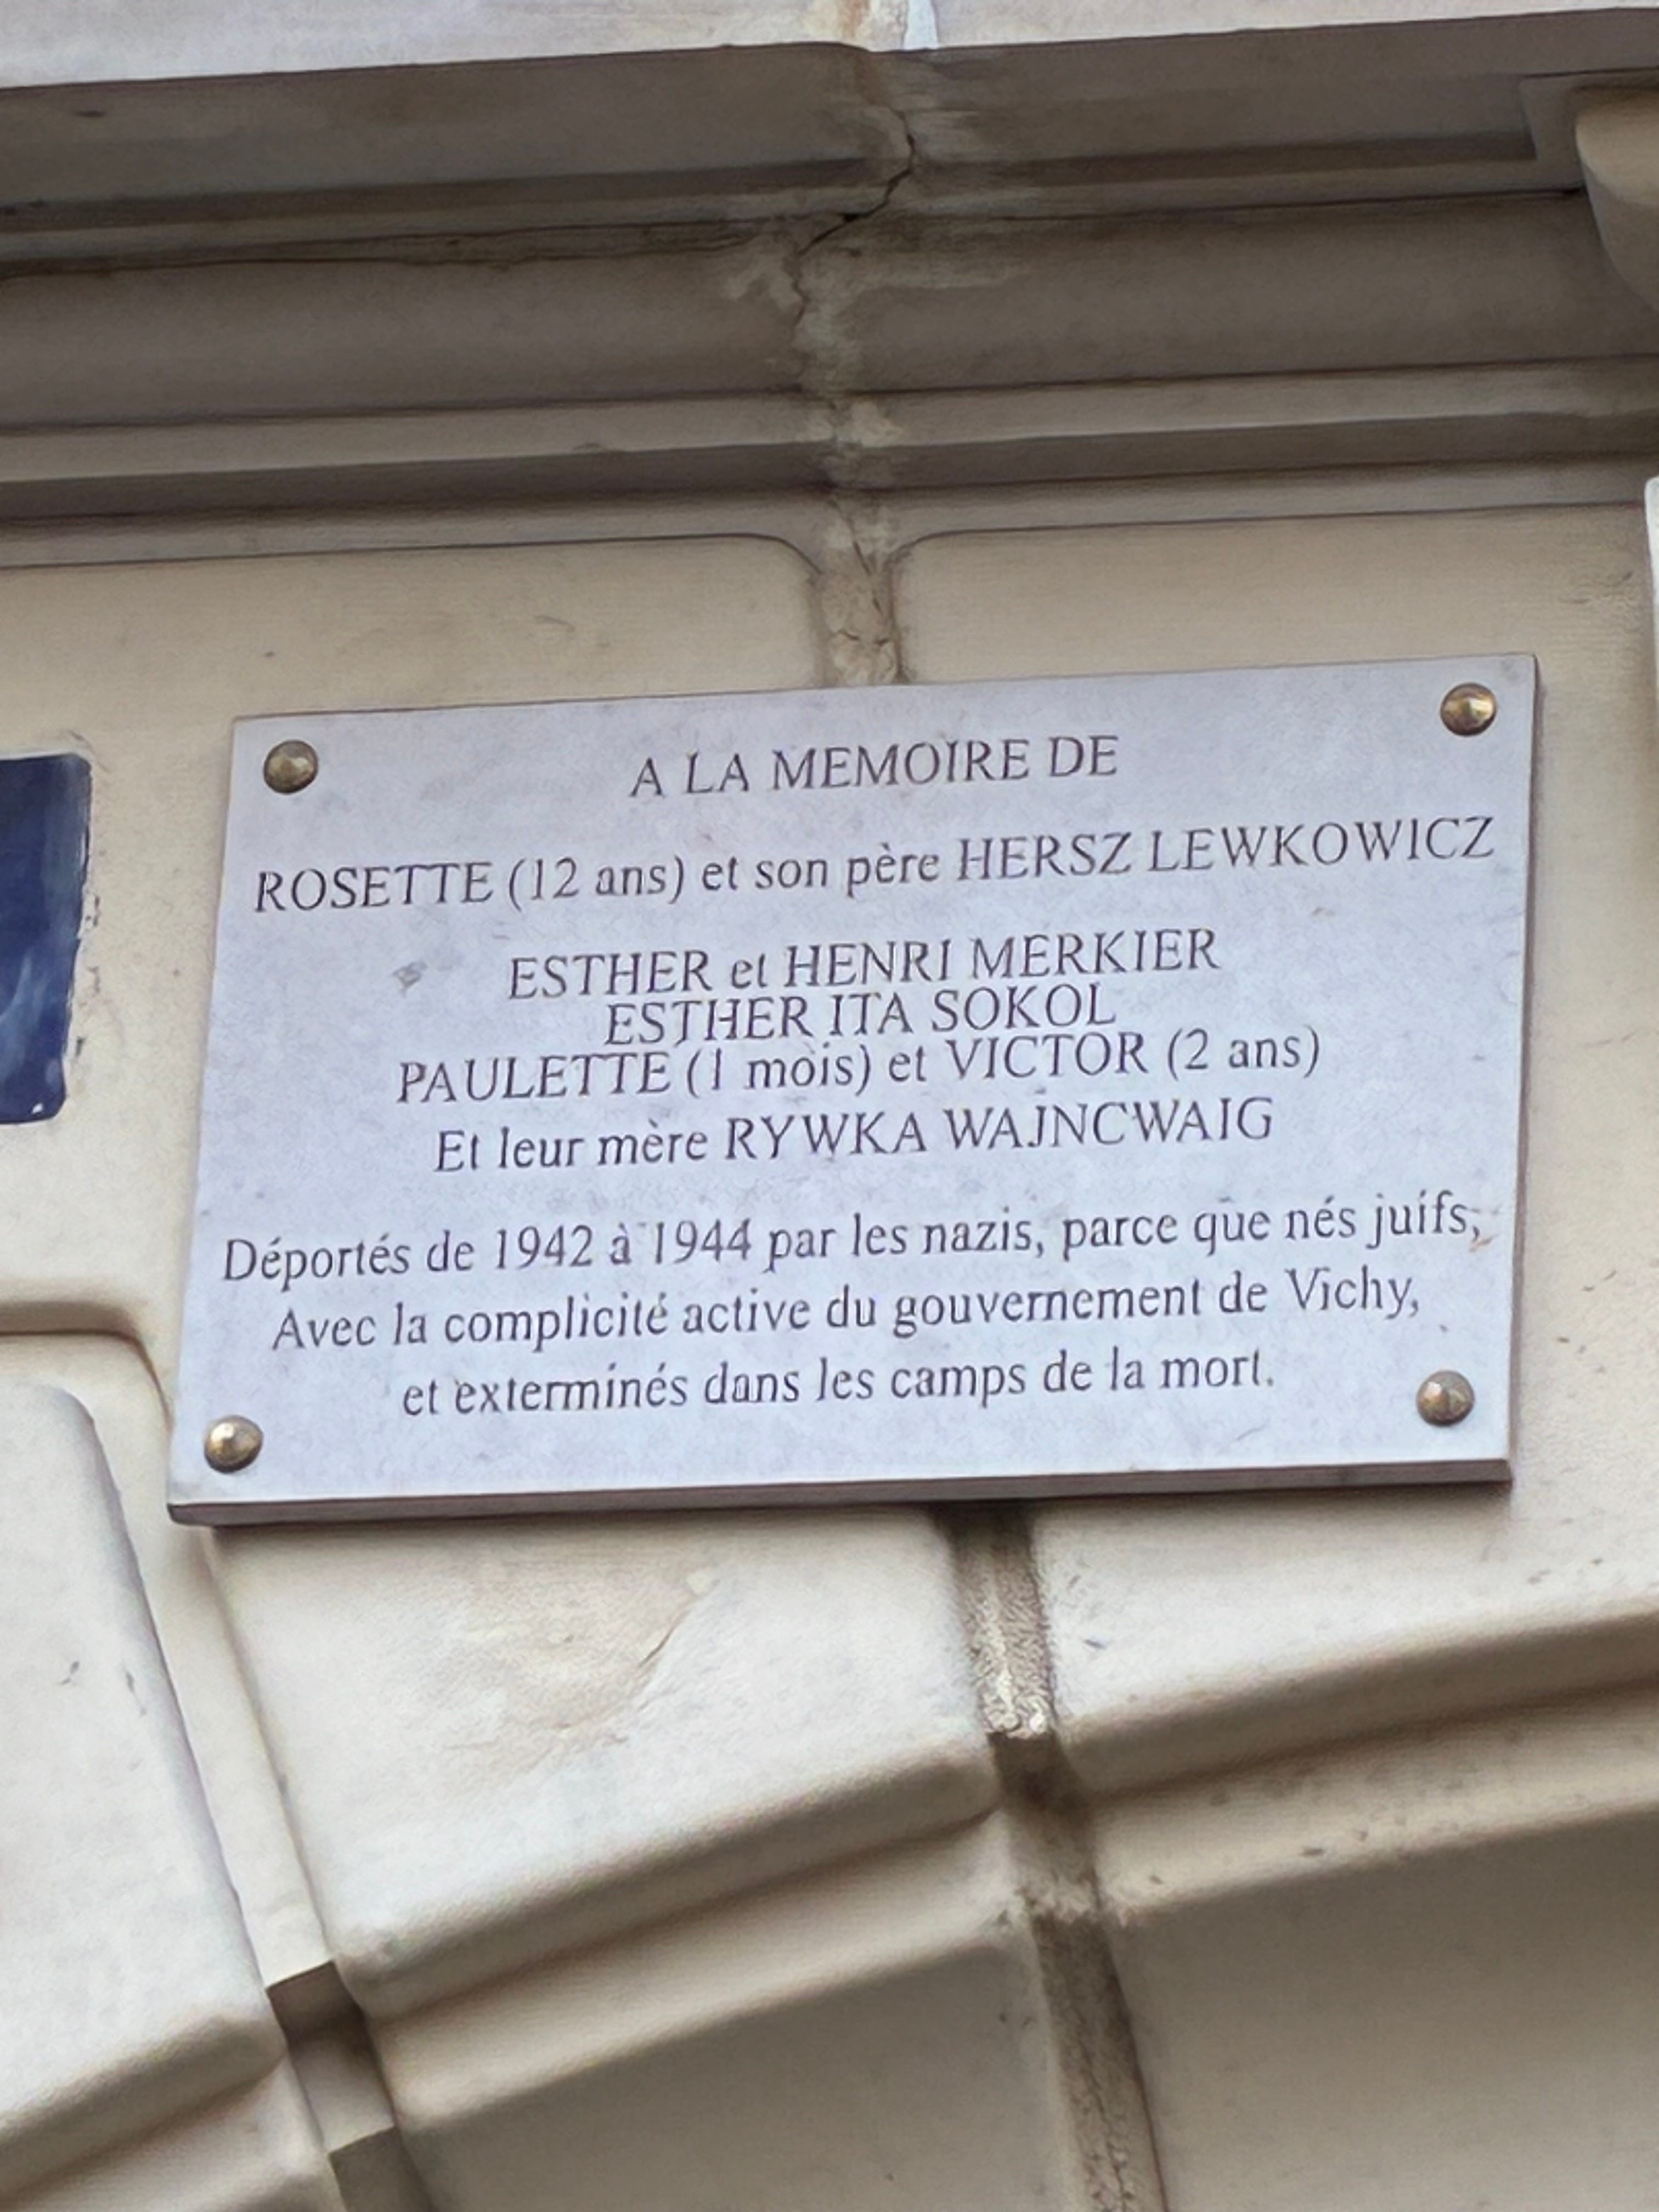 A LA MEMOIRE DE
ROSETTE (12 ans) et son père HERSZ LEWKOWICZ
ESTHER et HENRI MERKIER
ESTHER ITA SOKOL
PAULETTE (1 mois) et VICTOR (2 ans)
Et leur mère RYWKA WAJNCWAIG
Déportés de 1942 à 1944 par les nazis, parce que nés juifs,
Avec la complicité active du gouvernement de Vichy,
et exterminés dans les camps de la mort.